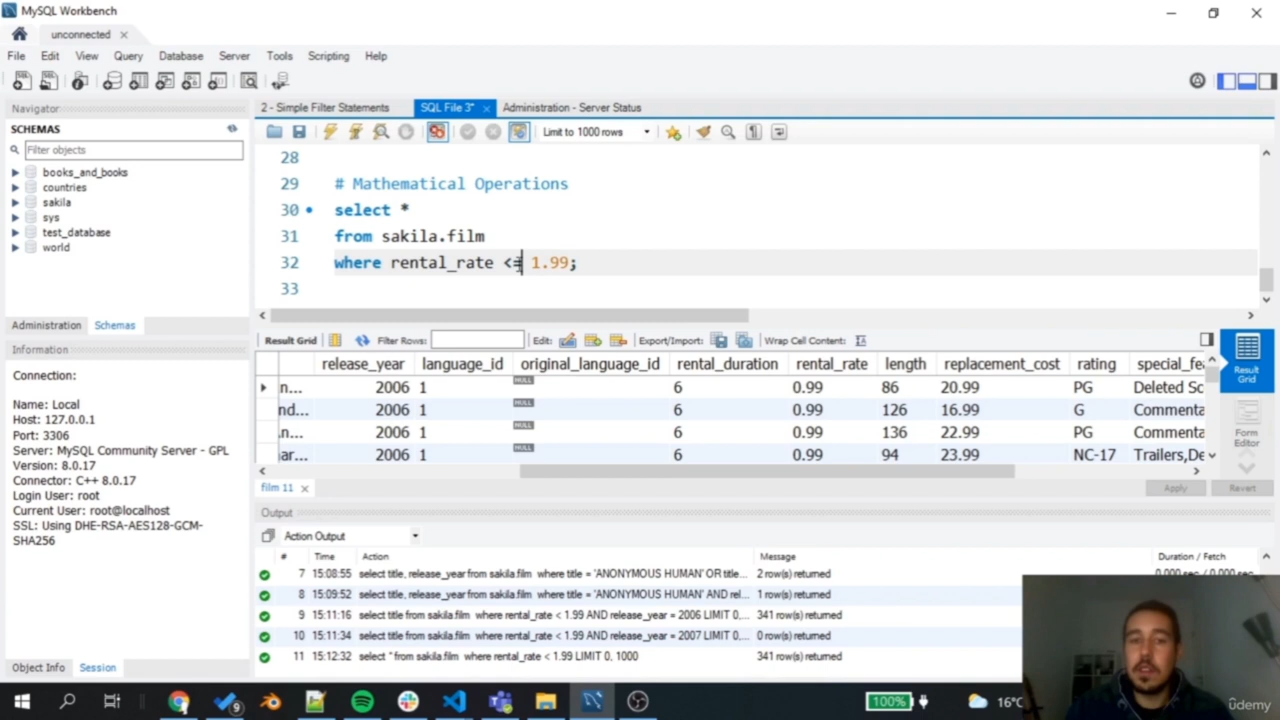 MySQL Workbench
unconnected
File Edit View Query Database Server Tools Scripting Help
Navigator
SCHEMAS
Filter objects
books_and_books
countries
sakila
sys
test_database
world
Administration Schemas
Information
Connection:
Name: Local
Host: 127.0.0.1
Port: 3306
Server: MySQL Community Server - GPL
Version: 8.0.17
Connector: C++ 8.0.17
Login User: root
Current User: root@localhost
SSL: Using DHE-RSA-AES128-GCM-
SHA256
Object Info Session
2 - Simple Filter Statements SQL File 3* Administration - Server Status
Limit to 1000 rows
28
29 # Mathematical Operations
30 select *
31 from sakila.film
32 where rental_rate <= 1.99;
33
Result Grid Filter Rows: Edit: Export/Import: Wrap Cell Content:
release_year language_id original_language_id rental_duration rental_rate length replacement_cost rating special_fea
n... 2006 1 NULL 6 0.99 86 20.99 PG Deleted Sc
nd... 2006 1 NULL 6 0.99 126 16.99 G Commenta
.n... 2006 1 NULL 6 0.99 136 22.99 PG Commenta
ar... 2006 1 NULL 6 0.99 94 23.99 NC-17 Trailers,De
Result
Grid
Form
Editor
film 11 Apply Revert
Output
Action Output
# Time Action Message Duration / Fetch
7 15:08:55 select title, release_year from sakila.film where title = 'ANONYMOUS HUMAN' OR title... 2 row(s) returned 0.000 sec / 0.000 sec
8 15:09:52 select title, release_year from sakila.film where title = 'ANONYMOUS HUMAN' AND rel... 1 row(s) returned
9 15:11:16 select title from sakila.film where rental_rate < 1.99 AND release_year = 2006 LIMIT 0,... 341 row(s) returned
10 15:11:34 select title from sakila.film where rental_rate < 1.99 AND release_year = 2007 LIMIT 0,... 0 row(s) returned
11 15:12:32 select * from sakila.film where rental_rate < 1.99 LIMIT 0, 1000 341 row(s) returned
9
100%
16°C
ûdemy